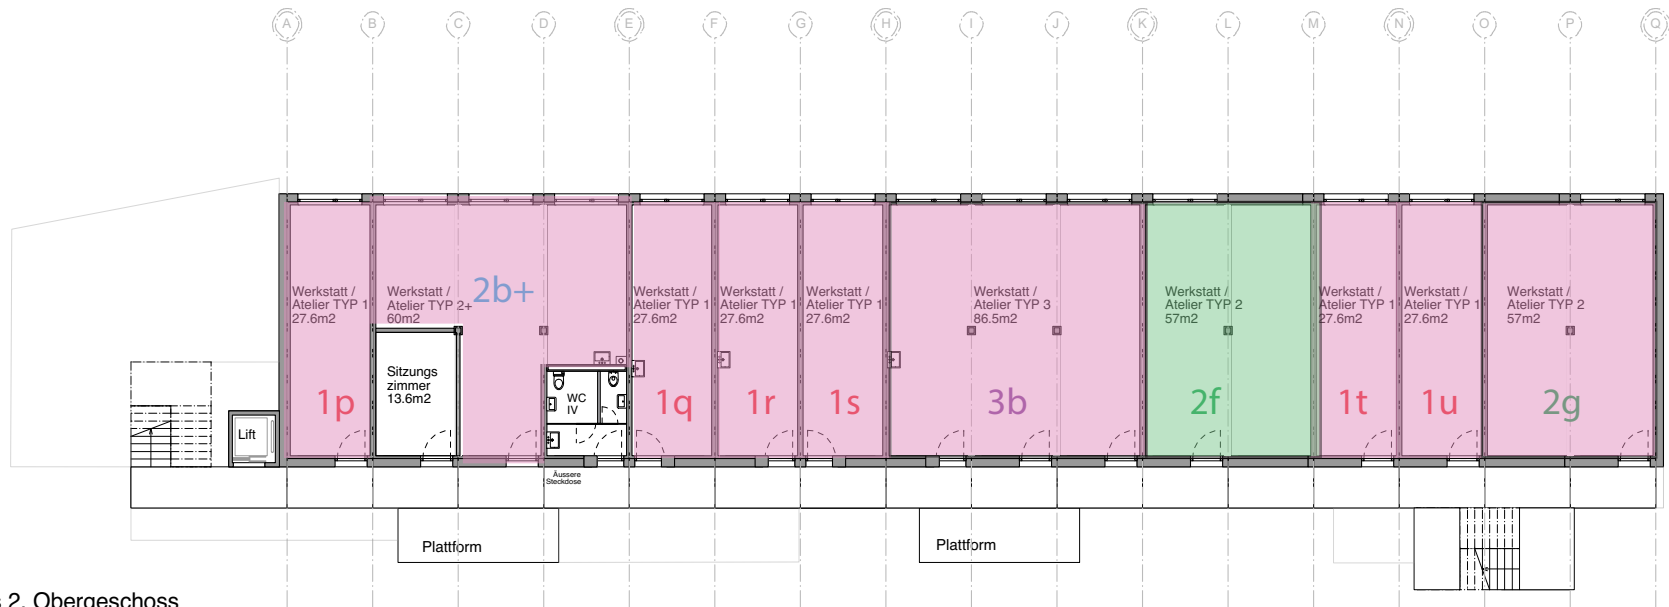 A B C D E F G H I J K L M N O P Q
Werkstatt /
Atelier TYP 1
27.6m2
1p
Werkstatt /
Atelier TYP 2+
60m2
2b+
Sitzungs
zimmer
13.6m2
WC
IV
Äussere
Steckdose
Werkstatt /
Atelier TYP 1
27.6m2
1q
Werkstatt /
Atelier TYP 1
27.6m2
1r
Werkstatt /
Atelier TYP 1
27.6m2
1s
Werkstatt /
Atelier TYP 3
86.5m2
3b
Werkstatt /
Atelier TYP 2
57m2
2f
Werkstatt /
Atelier TYP 1
27.6m2
1t
Werkstatt /
Atelier TYP 1
27.6m2
1u
Werkstatt /
Atelier TYP 2
57m2
2g
Lift
Plattform
Plattform
2. Obergeschoss